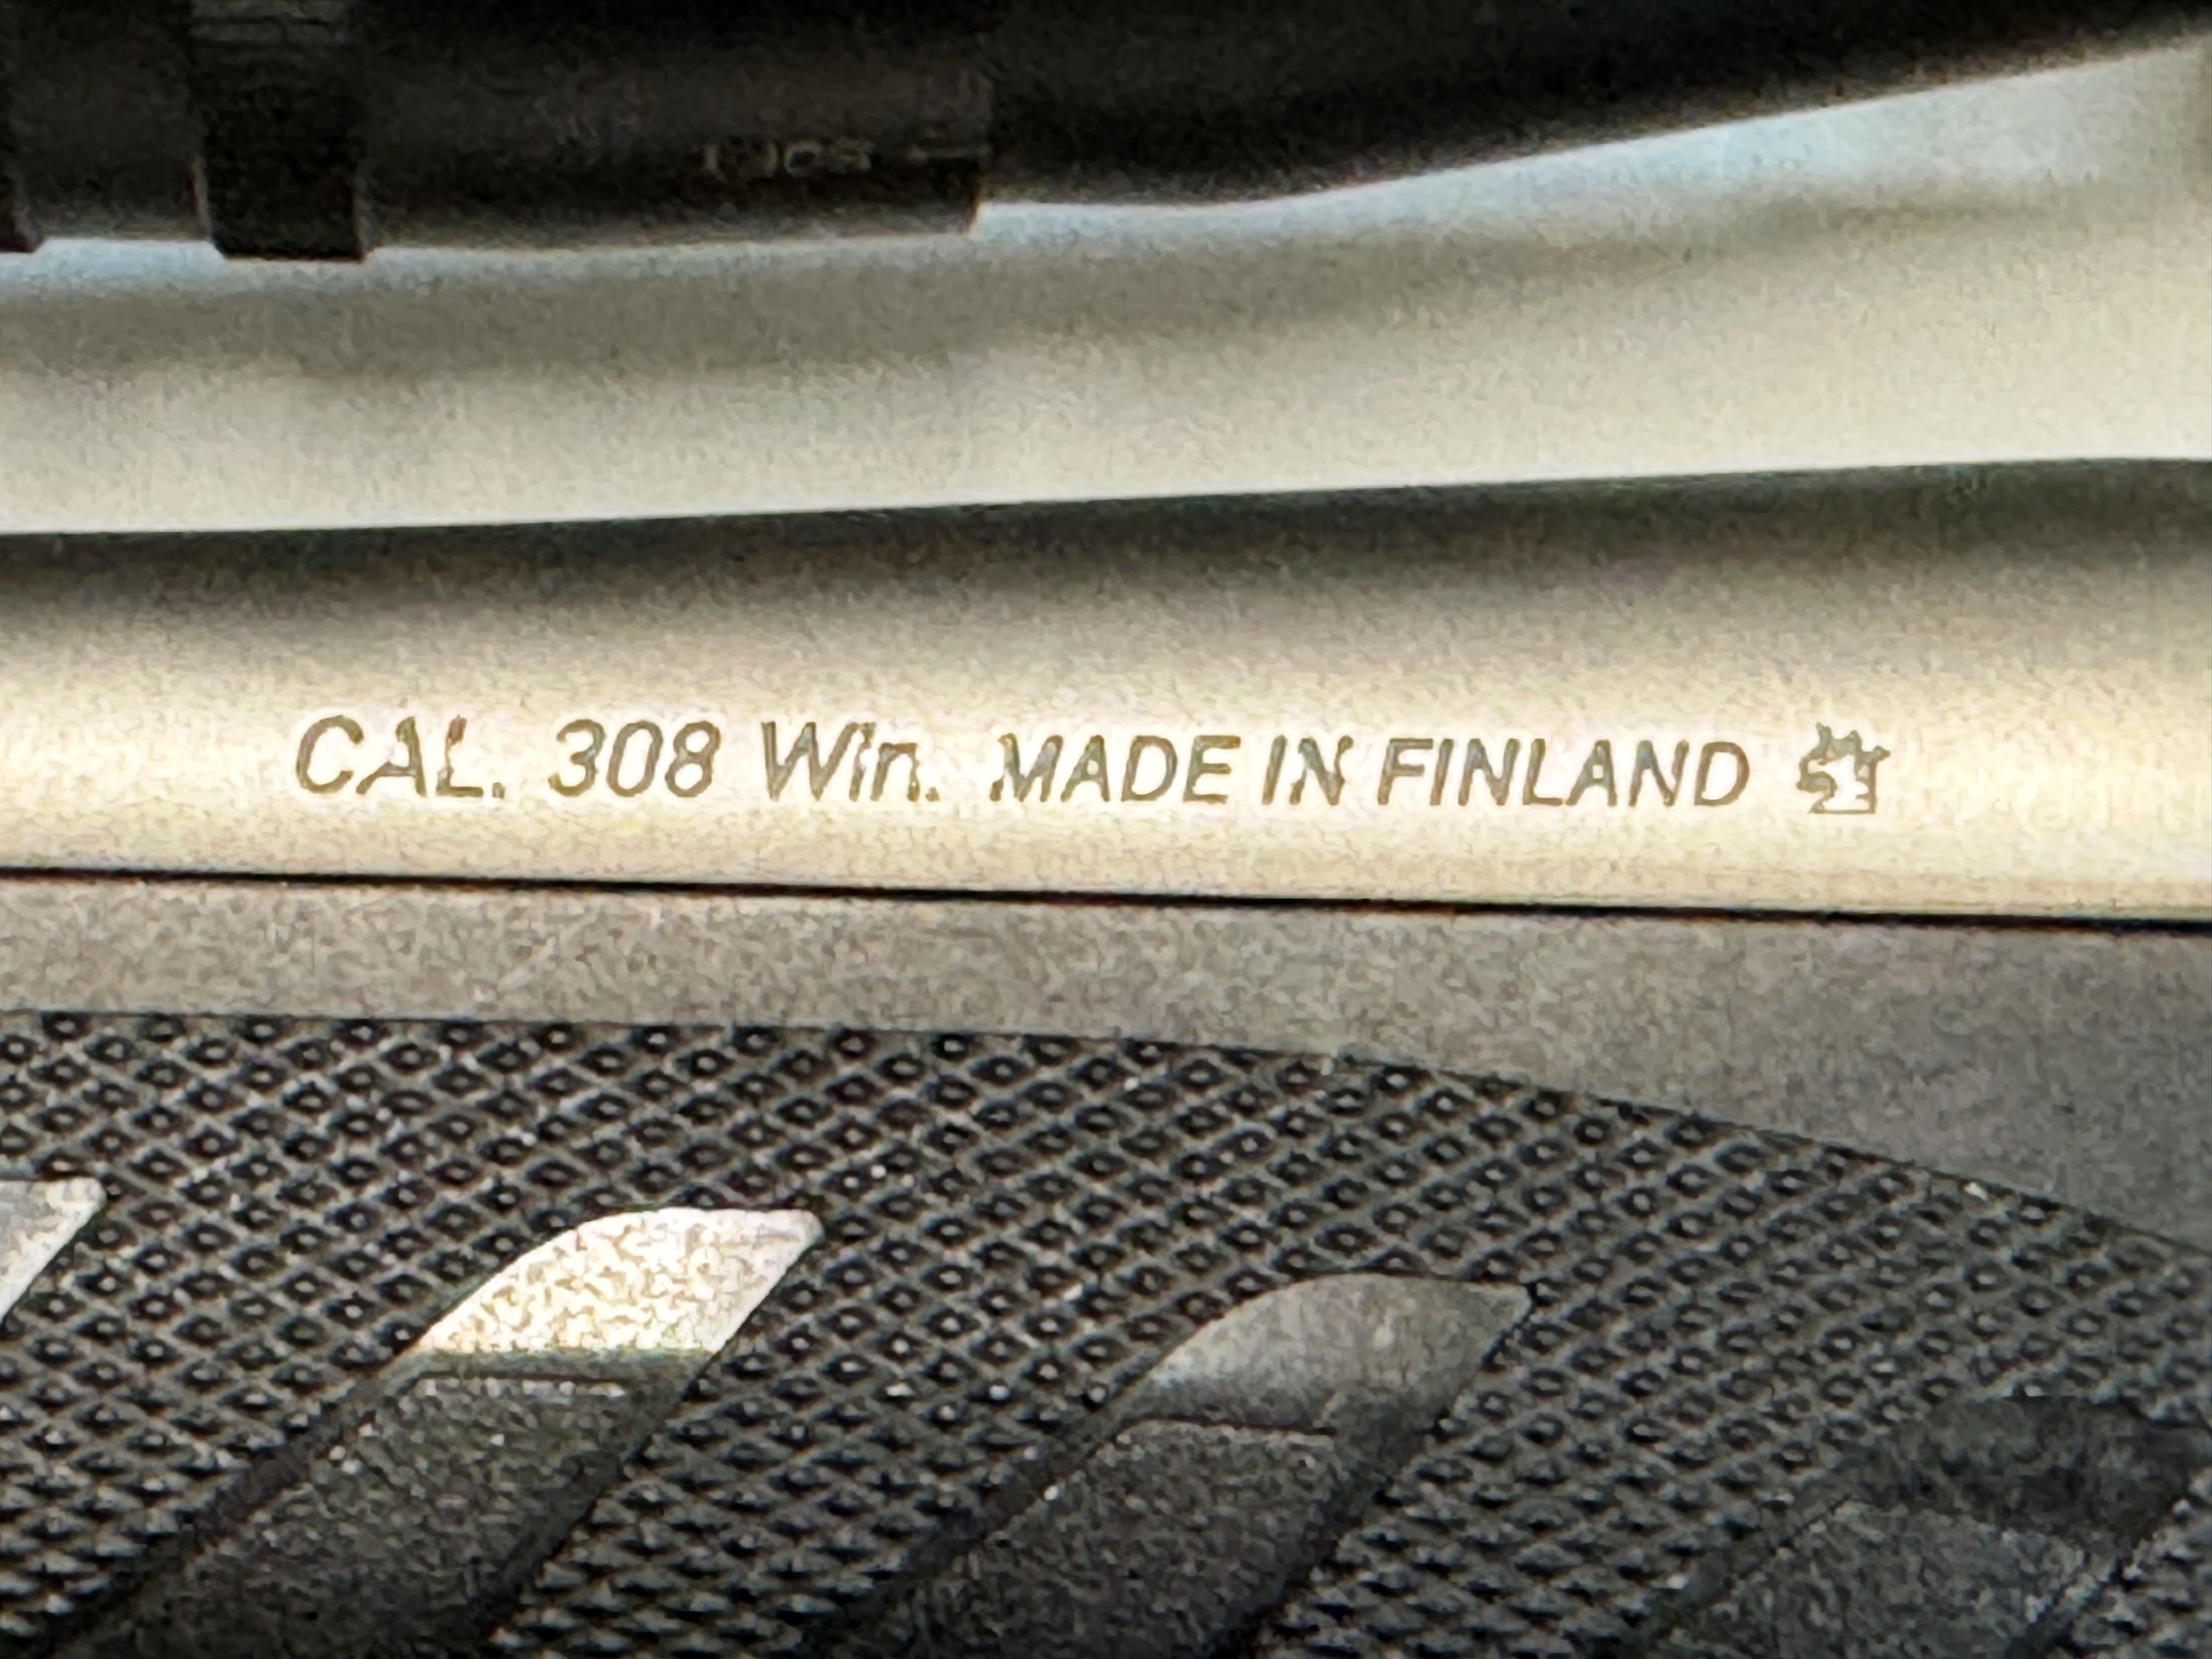 CAL. 308 Win. MADE IN FINLAND